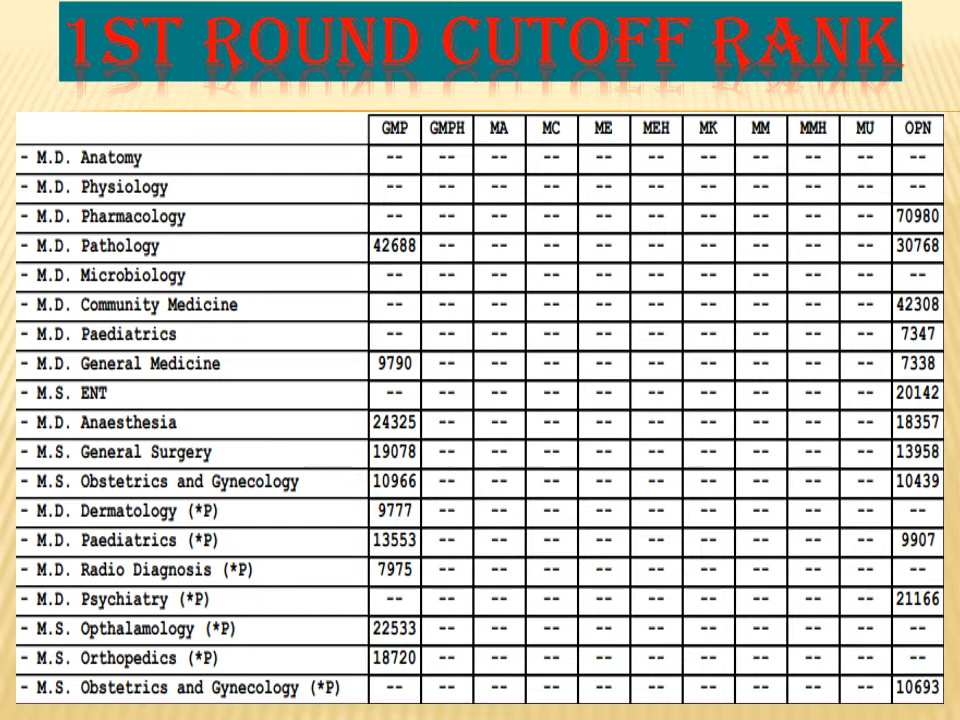 1ST ROUND CUTOFF RANK
GMP GMPH MA MC ME MEH MK MM MMH MU OPN
- M.D. Anatomy -- -- -- -- -- -- -- -- -- -- --
- M.D. Physiology -- -- -- -- -- -- -- -- -- -- --
- M.D. Pharmacology -- -- -- -- -- -- -- -- -- -- 70980
- M.D. Pathology 42688 -- -- -- -- -- -- -- -- -- 30768
- M.D. Microbiology -- -- -- -- -- -- -- -- -- -- --
- M.D. Community Medicine -- -- -- -- -- -- -- -- -- -- 42308
- M.D. Paediatrics -- -- -- -- -- -- -- -- -- -- 7347
- M.D. General Medicine 9790 -- -- -- -- -- -- -- -- -- 7338
- M.S. ENT -- -- -- -- -- -- -- -- -- -- 20142
- M.D. Anaesthesia 24325 -- -- -- -- -- -- -- -- -- 18357
- M.S. General Surgery 19078 -- -- -- -- -- -- -- -- -- 13958
- M.S. Obstetrics and Gynecology 10966 -- -- -- -- -- -- -- -- -- 10439
- M.D. Dermatology (*P) 9777 -- -- -- -- -- -- -- -- -- --
- M.D. Paediatrics (*P) 13553 -- -- -- -- -- -- -- -- -- 9907
- M.D. Radio Diagnosis (*P) 7975 -- -- -- -- -- -- -- -- -- --
- M.D. Psychiatry (*P) -- -- -- -- -- -- -- -- -- -- 21166
- M.S. Opthalamology (*P) 22533 -- -- -- -- -- -- -- -- -- --
- M.S. Orthopedics (*P) 18720 -- -- -- -- -- -- -- -- -- --
- M.S. Obstetrics and Gynecology (*P) -- -- -- -- -- -- -- -- -- -- 10693